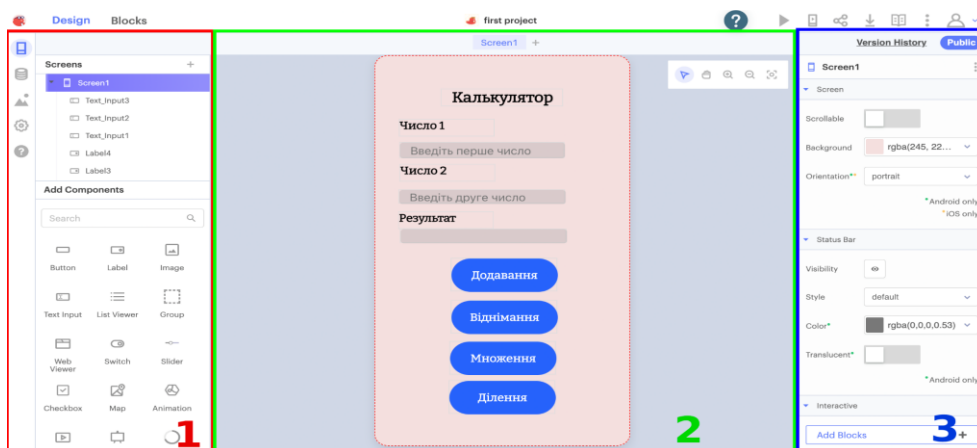 Design Blocks
first project
?
Screen1 +
Version History Public
Screens +
Screen1
Text_Input3
Text_Input2
Text_Input1
Label4
Label3
Add Components
Search
Button Label Image
Text Input List Viewer Group
Web Viewer Switch Slider
Checkbox Map Animation
1
Калькулятор
Число 1
Введіть перше число
Число 2
Введіть друге число
Результат
Додавання
Віднімання
Множення
Ділення
2
Screen1
Screen
Scrollable
Background rgba(245, 22...
Orientation** portrait
*Android only
*iOS only
Status Bar
Visibility
Style default
Color* rgba(0,0,0,0.53)
Translucent*
*Android only
Interactive
Add Blocks +
3